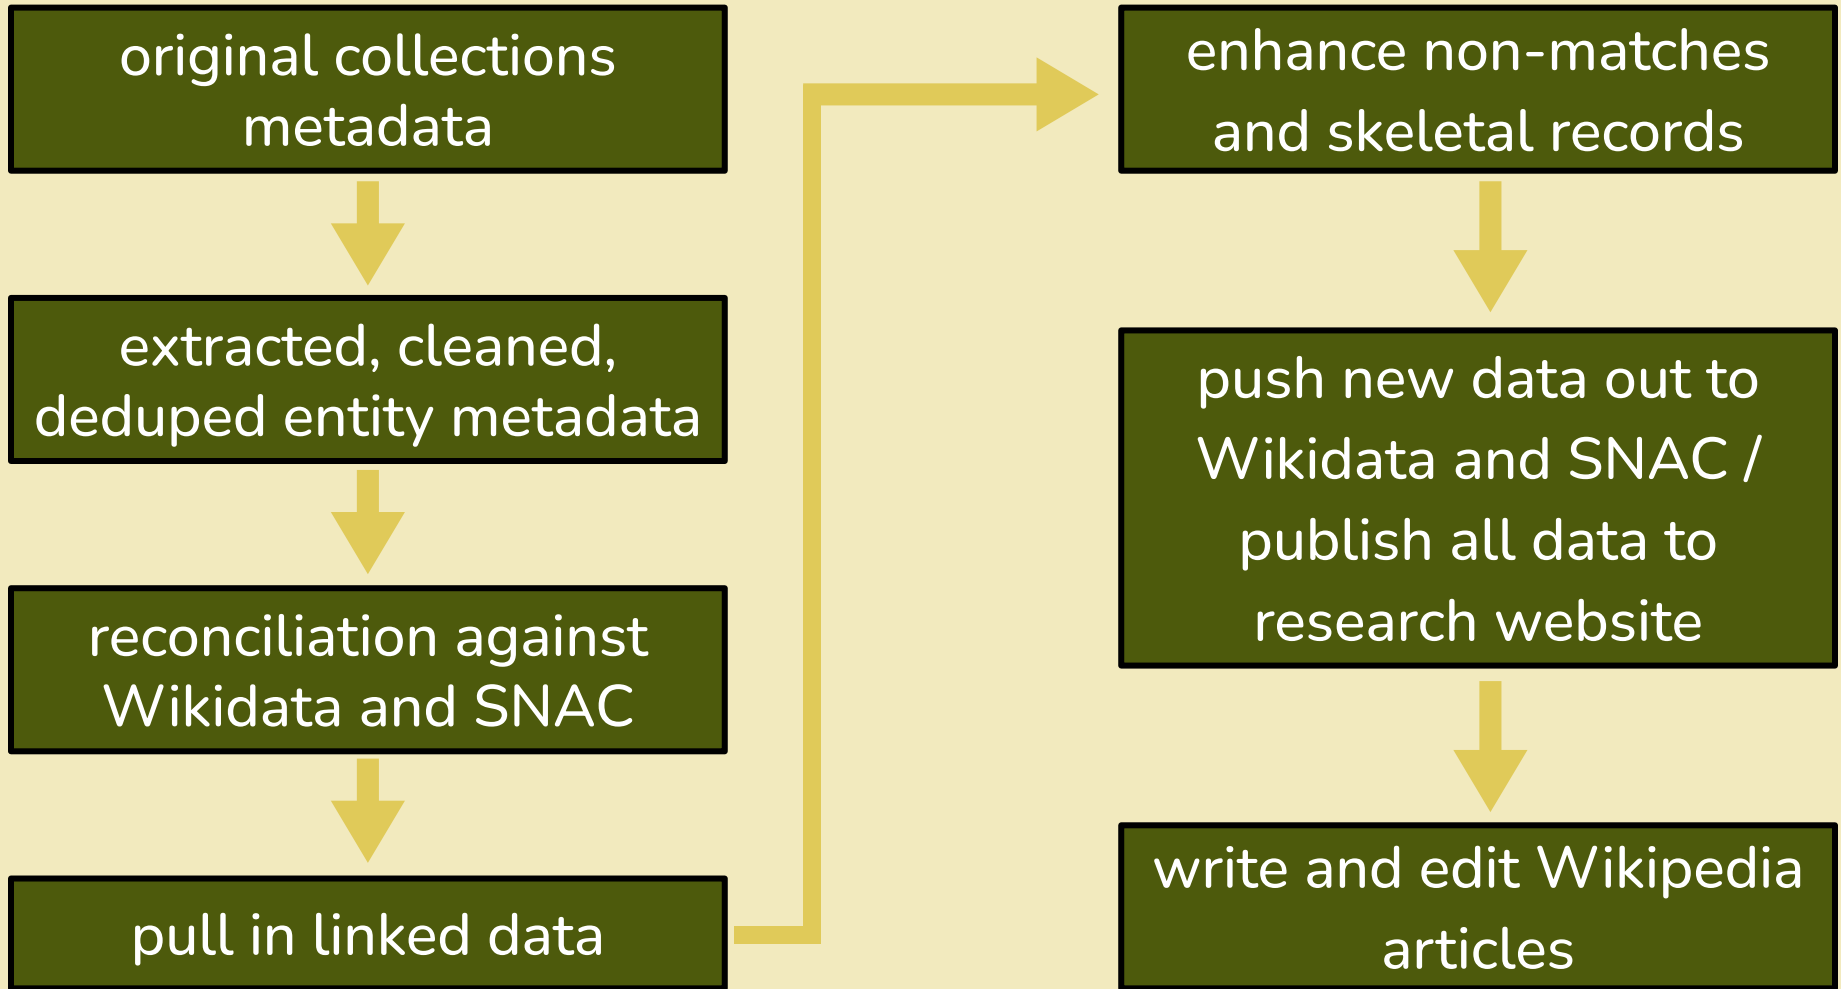 original collections
metadata
extracted, cleaned,
deduped entity metadata
reconciliation against
Wikidata and SNAC
pull in linked data
enhance non-matches
and skeletal records
push new data out to
Wikidata and SNAC /
publish all data to
research website
write and edit Wikipedia
articles